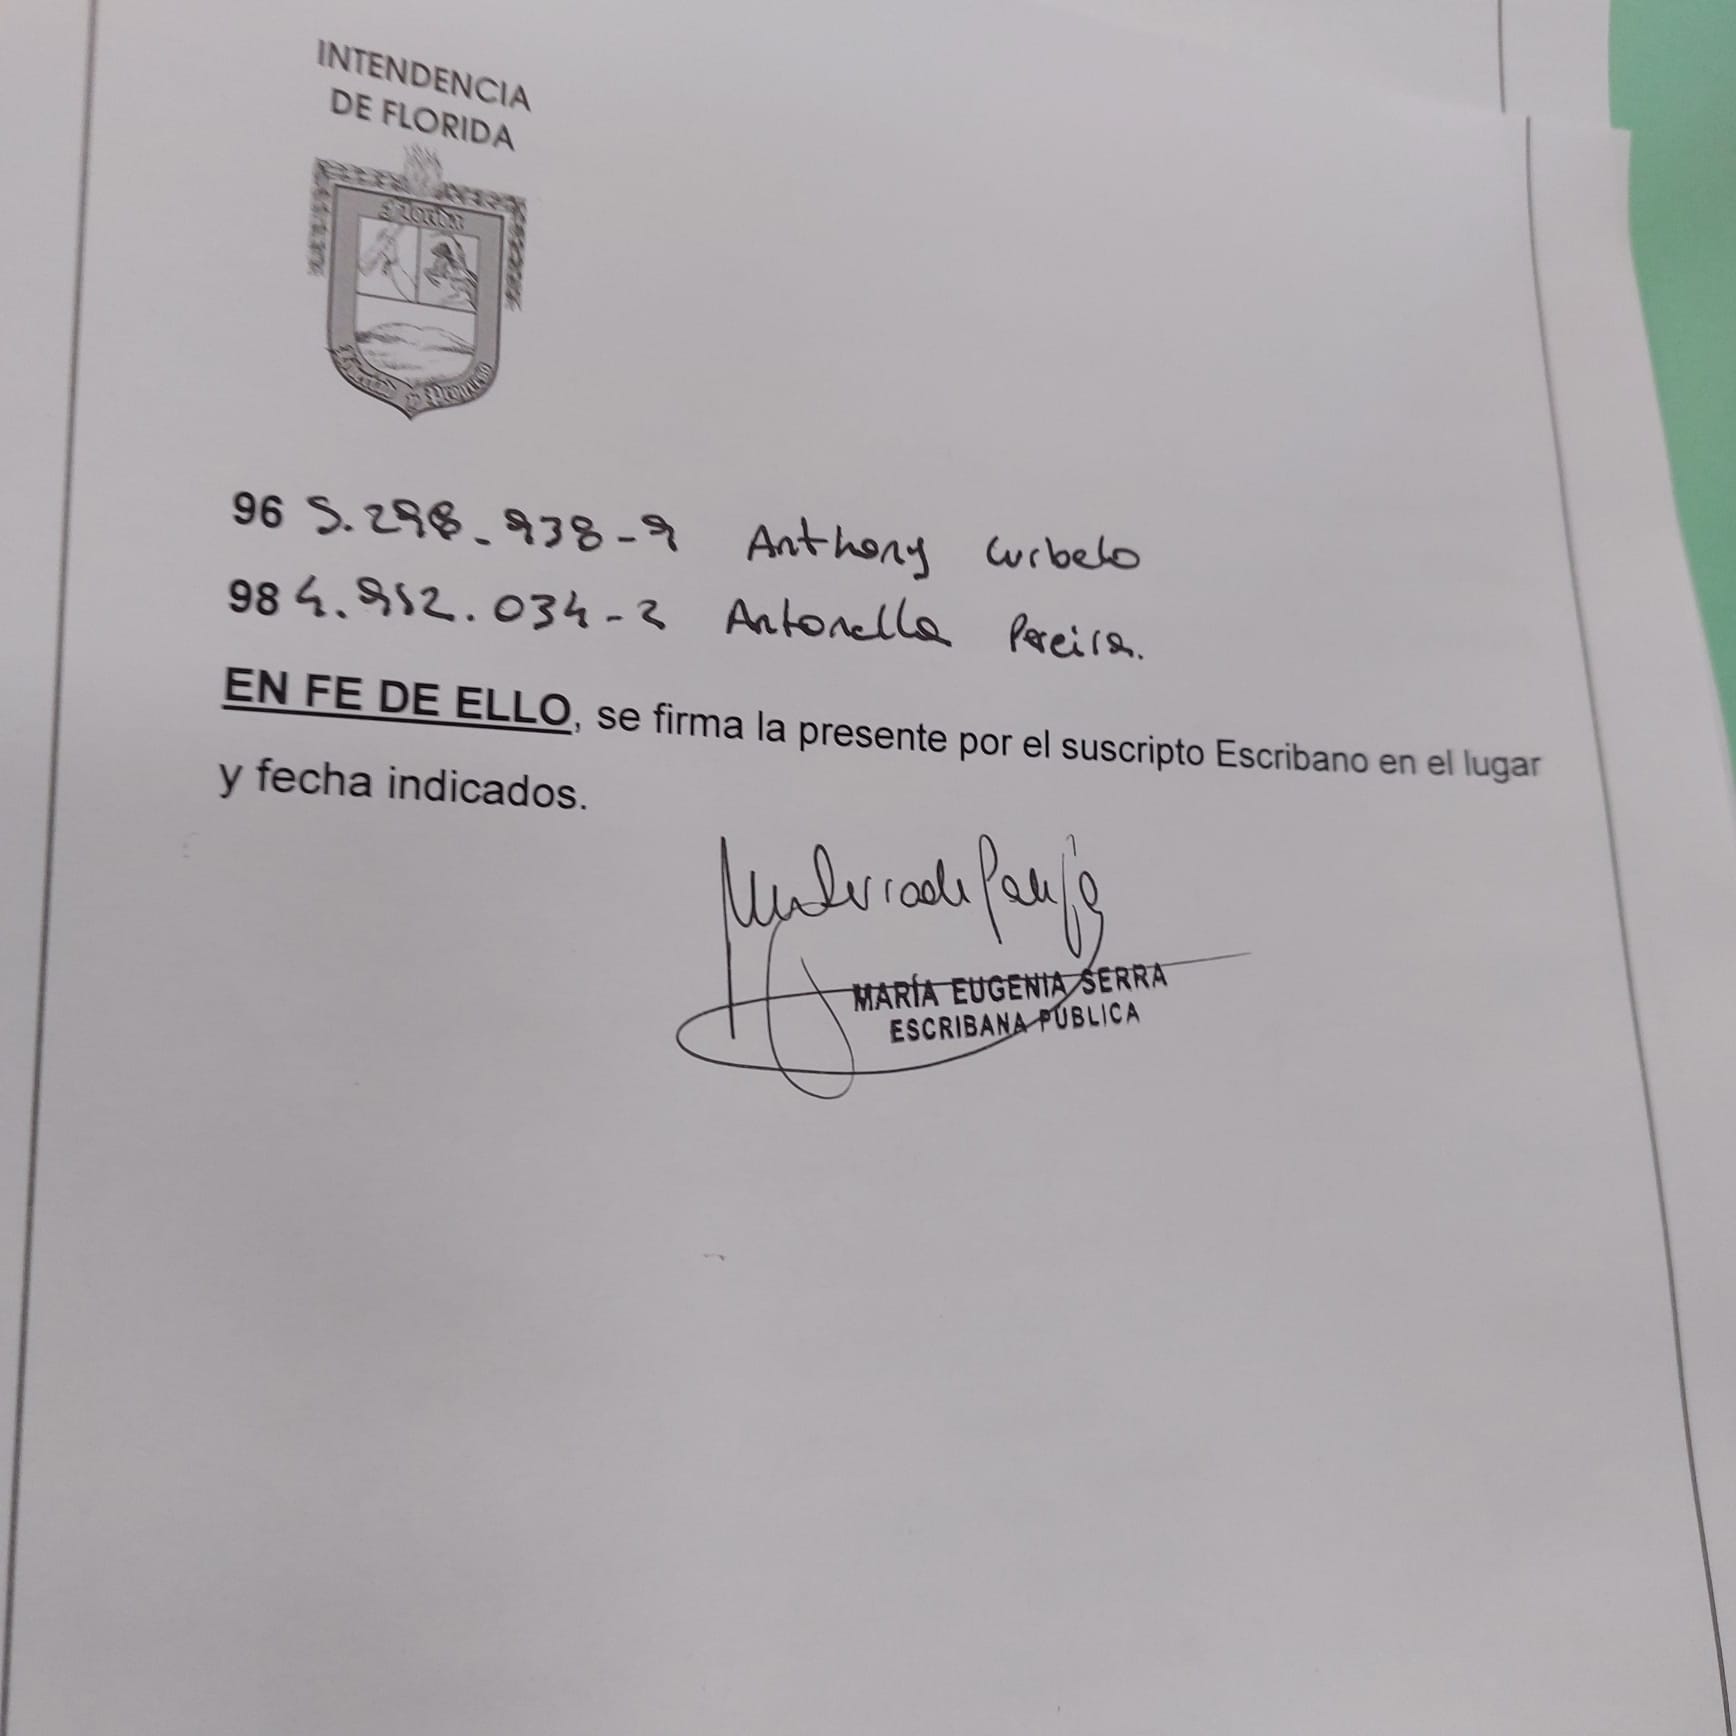 INTENDENCIA
DE FLORIDA
Florida
96 5.298.938-9 Anthony Curbelo
98 4.952.034-2 Antonella Pereira.
EN FE DE ELLO, se firma la presente por el suscripto Escribano en el lugar
y fecha indicados.
MARÍA EUGENIA SERRA
ESCRIBANA PÚBLICA